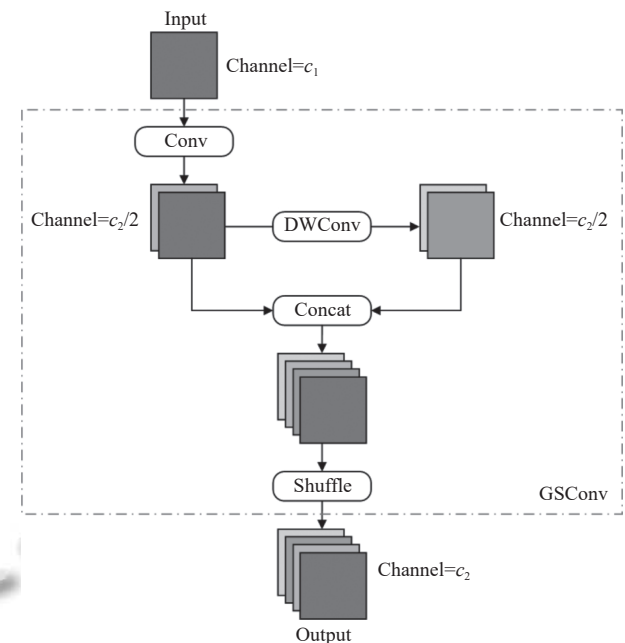 Input
Channel=c₁
Conv
Channel=c₂/2
DWConv
Channel=c₂/2
Concat
Shuffle
GSConv
Channel=c₂
Output